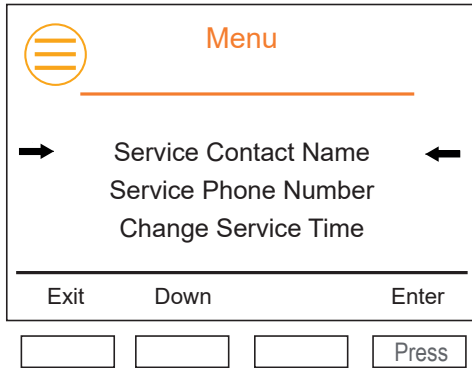 Menu
Service Contact Name
Service Phone Number
Change Service Time
Exit Down Enter
Press